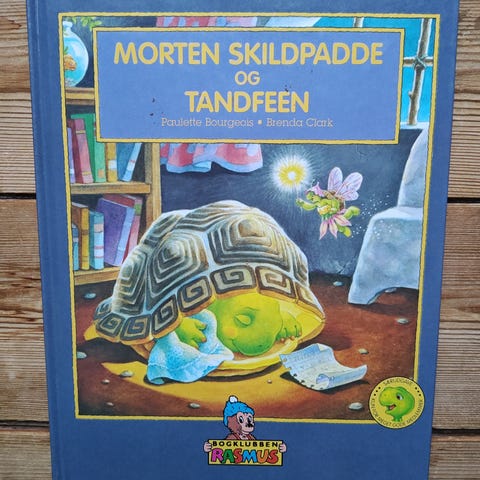 MORTEN SKILDPADDE
OG
TANDFEEN
Paulette Bourgeois • Brenda Clark
BOGKLUBBEN
RASMUS